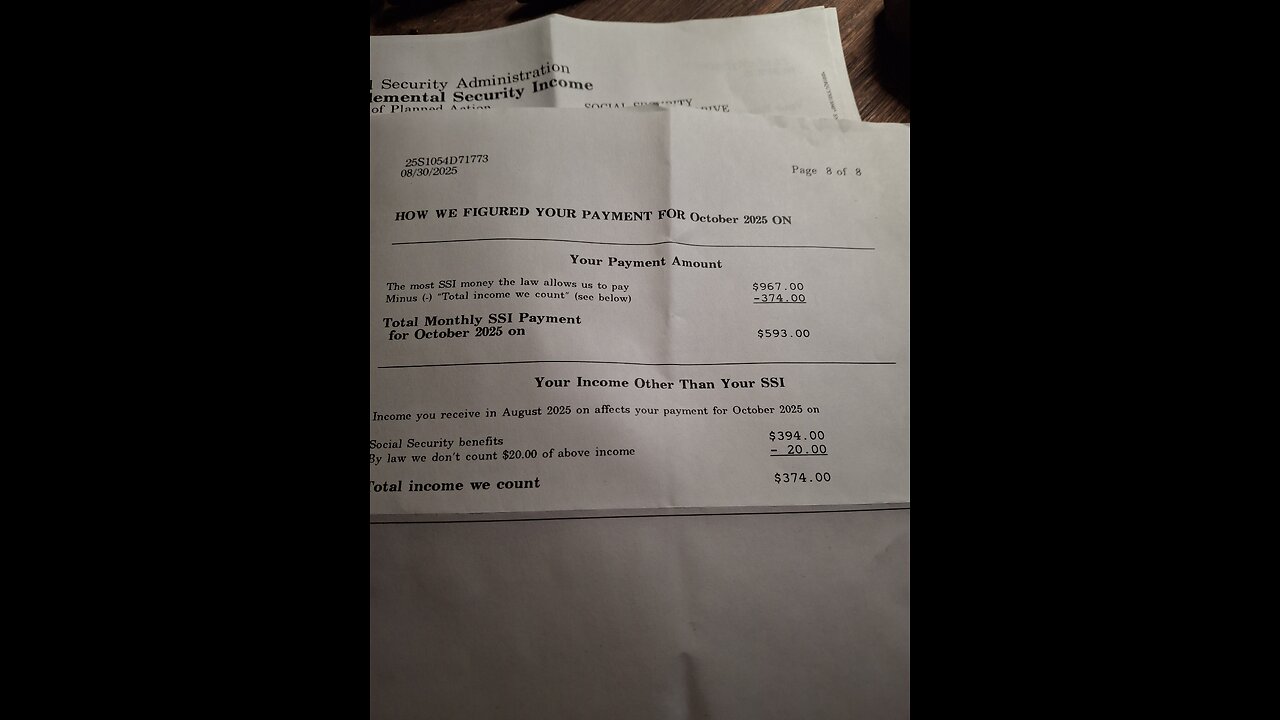 l Security Administration
lemental Security Income
of Planned Action
SOCIAL SECURITY
25S1054D71773
08/30/2025
Page 8 of 8
HOW WE FIGURED YOUR PAYMENT FOR October 2025 ON
Your Payment Amount
The most SSI money the law allows us to pay $967.00
Minus (-) "Total income we count" (see below) -374.00
Total Monthly SSI Payment
for October 2025 on $593.00
Your Income Other Than Your SSI
Income you receive in August 2025 on affects your payment for October 2025 on
Social Security benefits $394.00
By law we don't count $20.00 of above income - 20.00
Total income we count $374.00